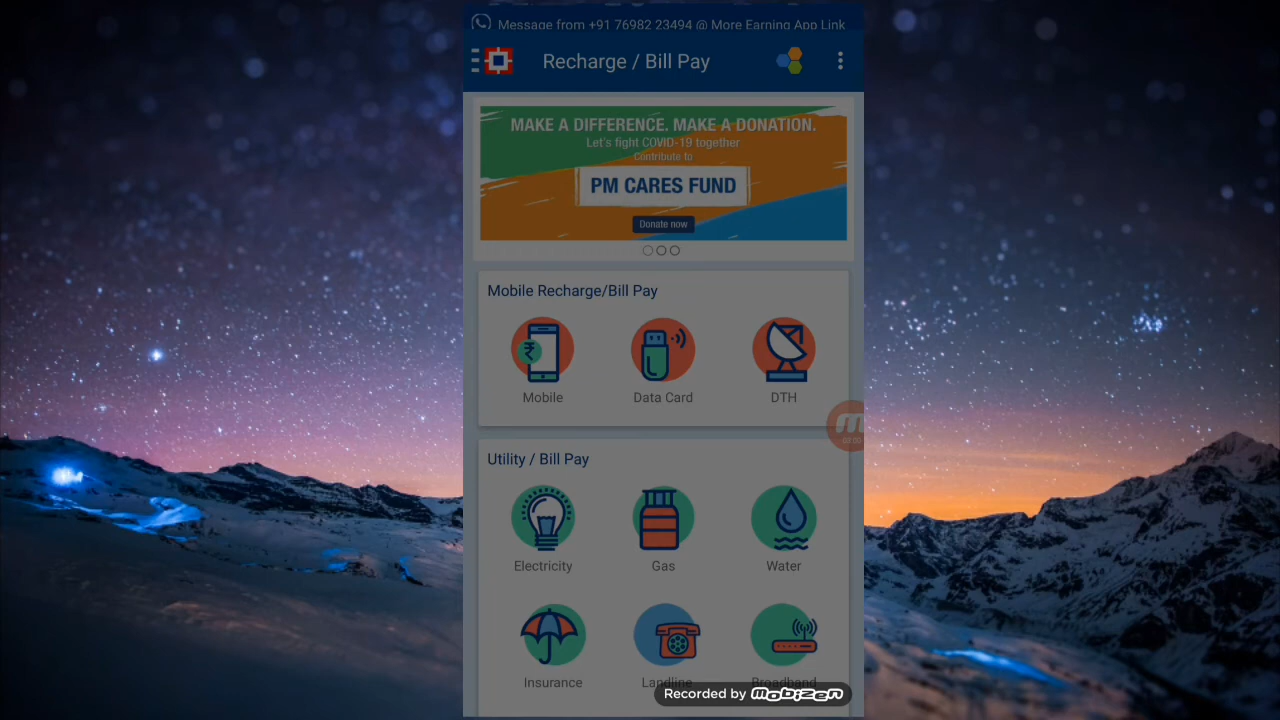 Message from +91 76982 23494 @ More Earning App Link
Recharge / Bill Pay
MAKE A DIFFERENCE. MAKE A DONATION.
Let's fight COVID-19 together
Contribute to
PM CARES FUND
Donate now
Mobile Recharge/Bill Pay
Mobile
Data Card
DTH
Utility / Bill Pay
Electricity
Gas
Water
Insurance
Landline
Broadband
Recorded by mobizen